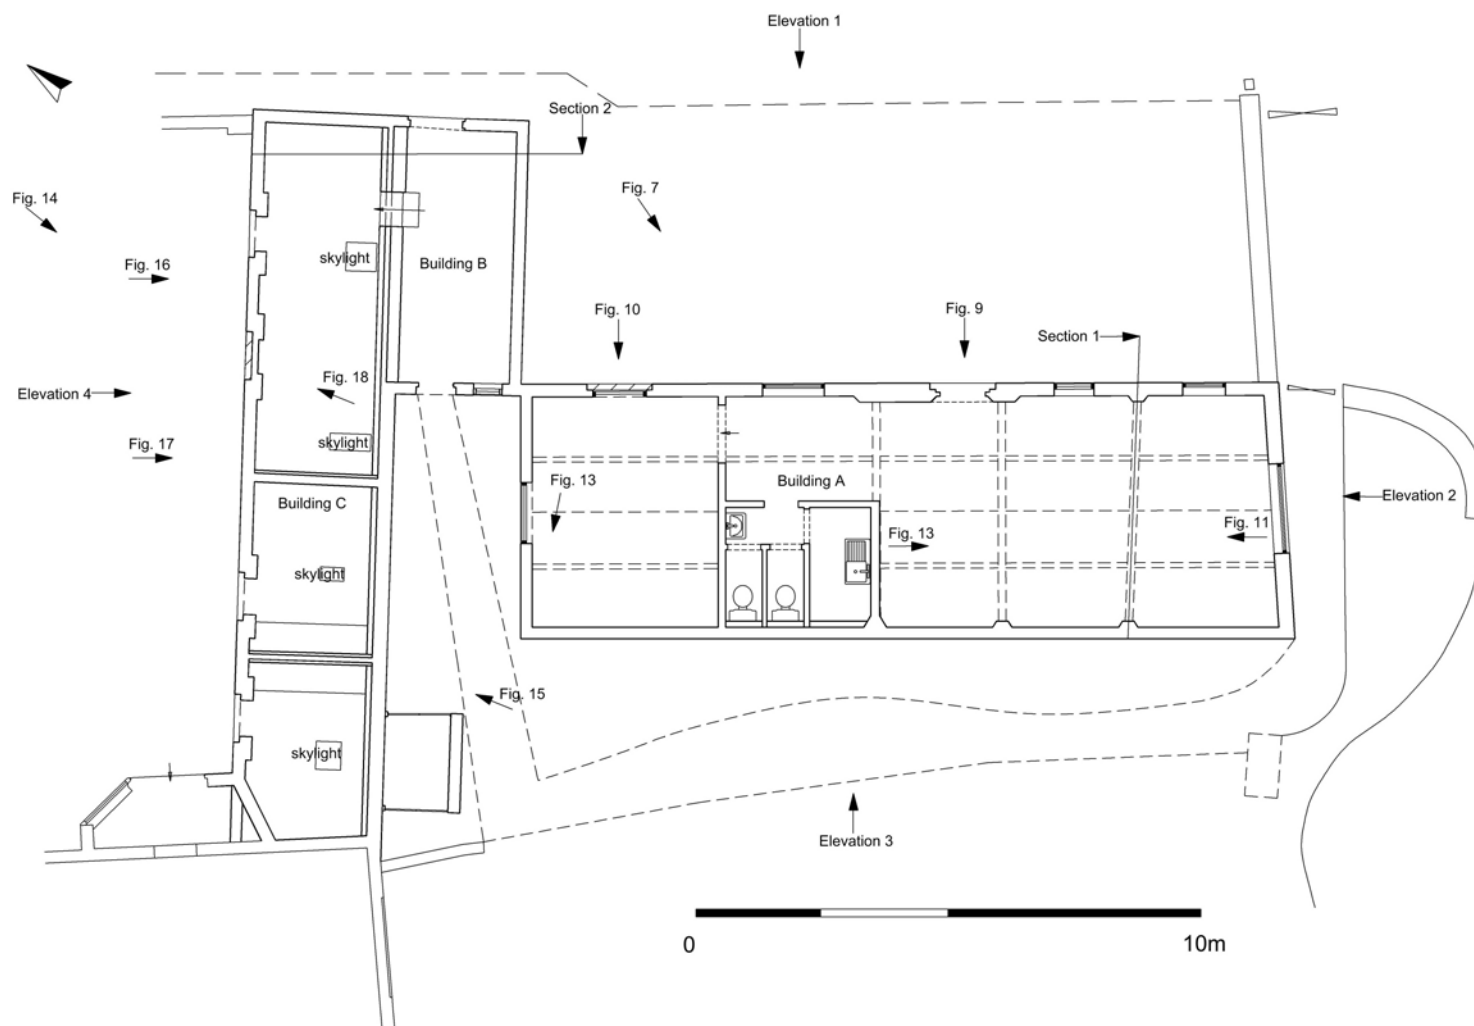 Elevation 1
Section 2
Fig. 14
Fig. 7
skylight
Building B
Fig. 16
Fig. 10
Fig. 9
Section 1
Fig. 18
Elevation 4
skylight
Fig. 17
Fig. 13
Building A
Elevation 2
Building C
Fig. 13
Fig. 11
skylight
Fig. 15
skylight
Elevation 3
0
10m